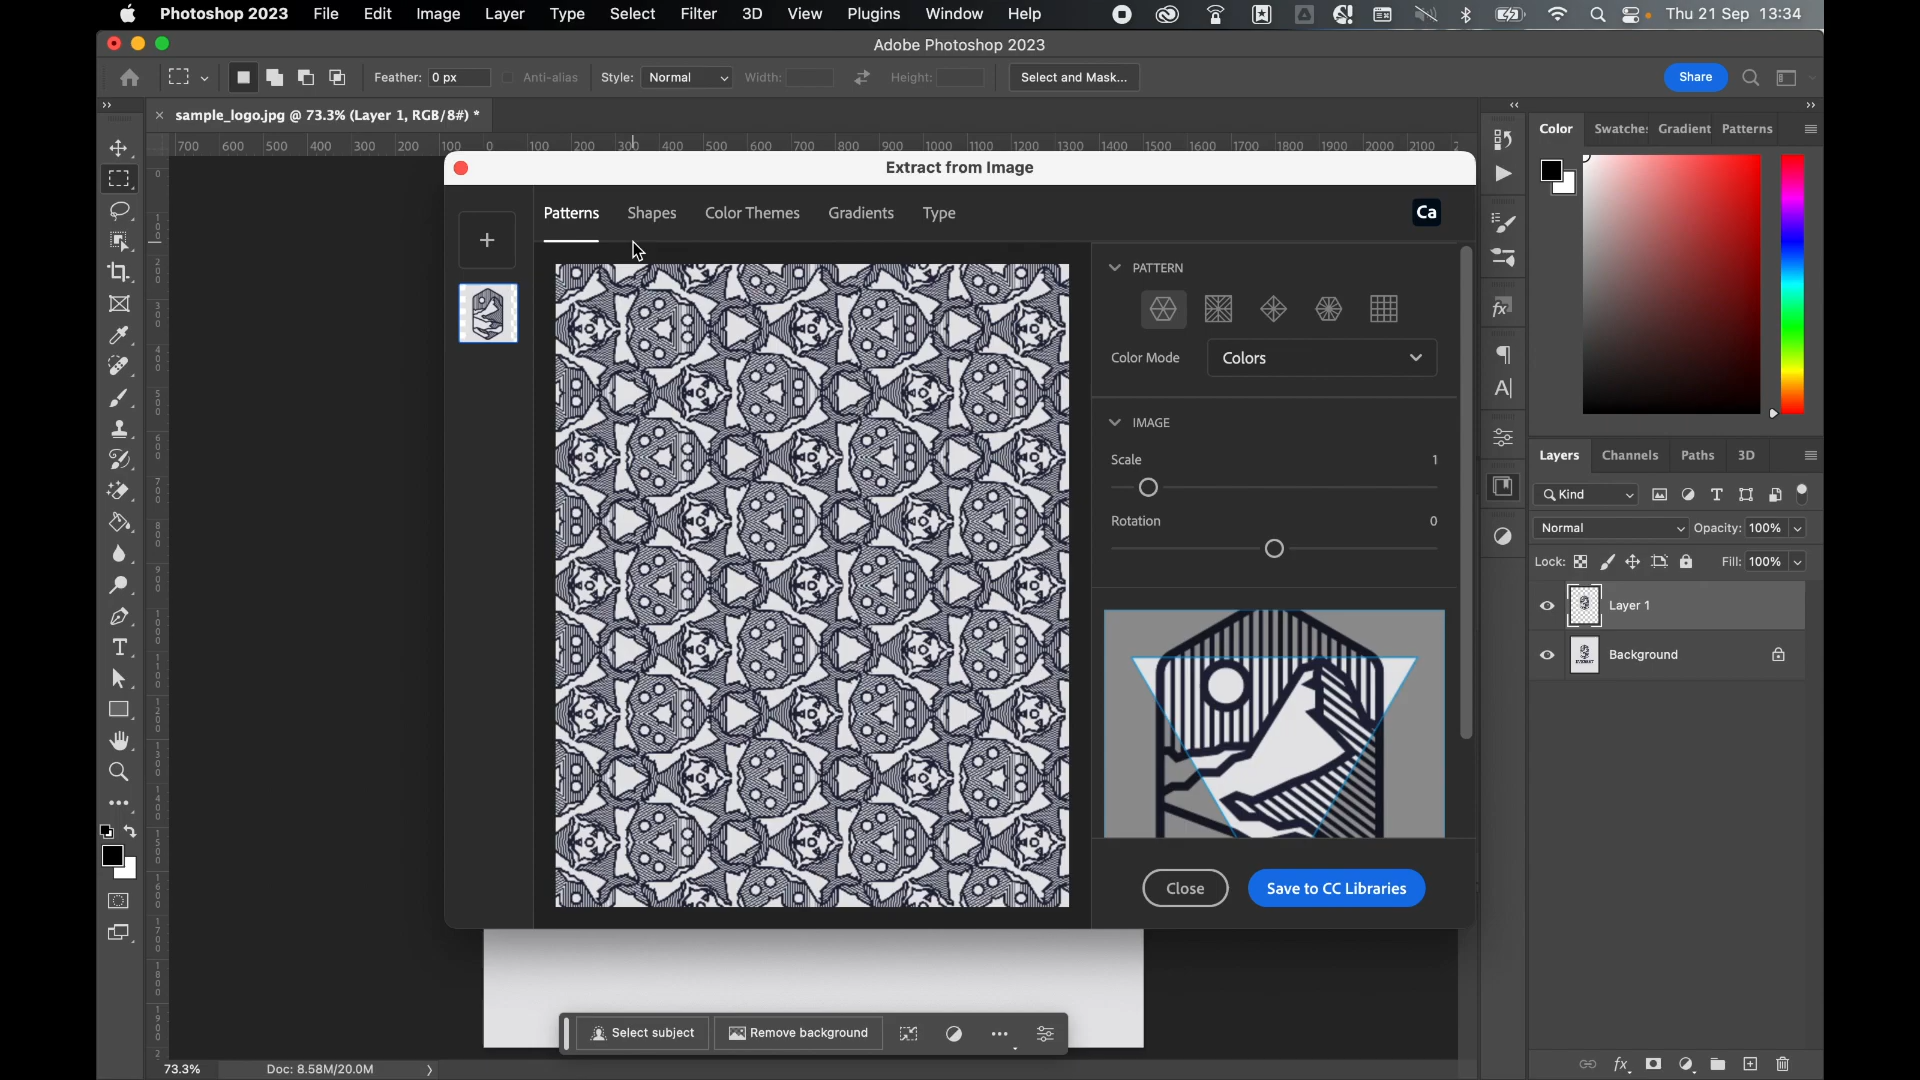 Photoshop 2023 File Edit Image Layer Type Select Filter 3D View Plugins Window Help Thu 21 Sep 13:34
Adobe Photoshop 2023
Feather: 0 px Anti-alias Style: Normal Width: Height: Select and Mask... Share
sample_logo.jpg @ 73.3% (Layer 1, RGB/8#) *
700 600 500 400 300 200 100 0 100 200 300 400 500 600 700 800 900 1000 1100 1200 1300 1400 1500 1600 1700 1800 1900 2000 2100
Extract from Image
Patterns Shapes Color Themes Gradients Type Ca
PATTERN
Color Mode Colors
IMAGE
Scale 1
Rotation 0
Close Save to CC Libraries
Select subject Remove background
73.3% Doc: 8.58M/20.0M
Color Swatches Gradient Patterns
Layers Channels Paths 3D
Kind
Normal Opacity: 100%
Lock: Fill: 100%
Layer 1
Background